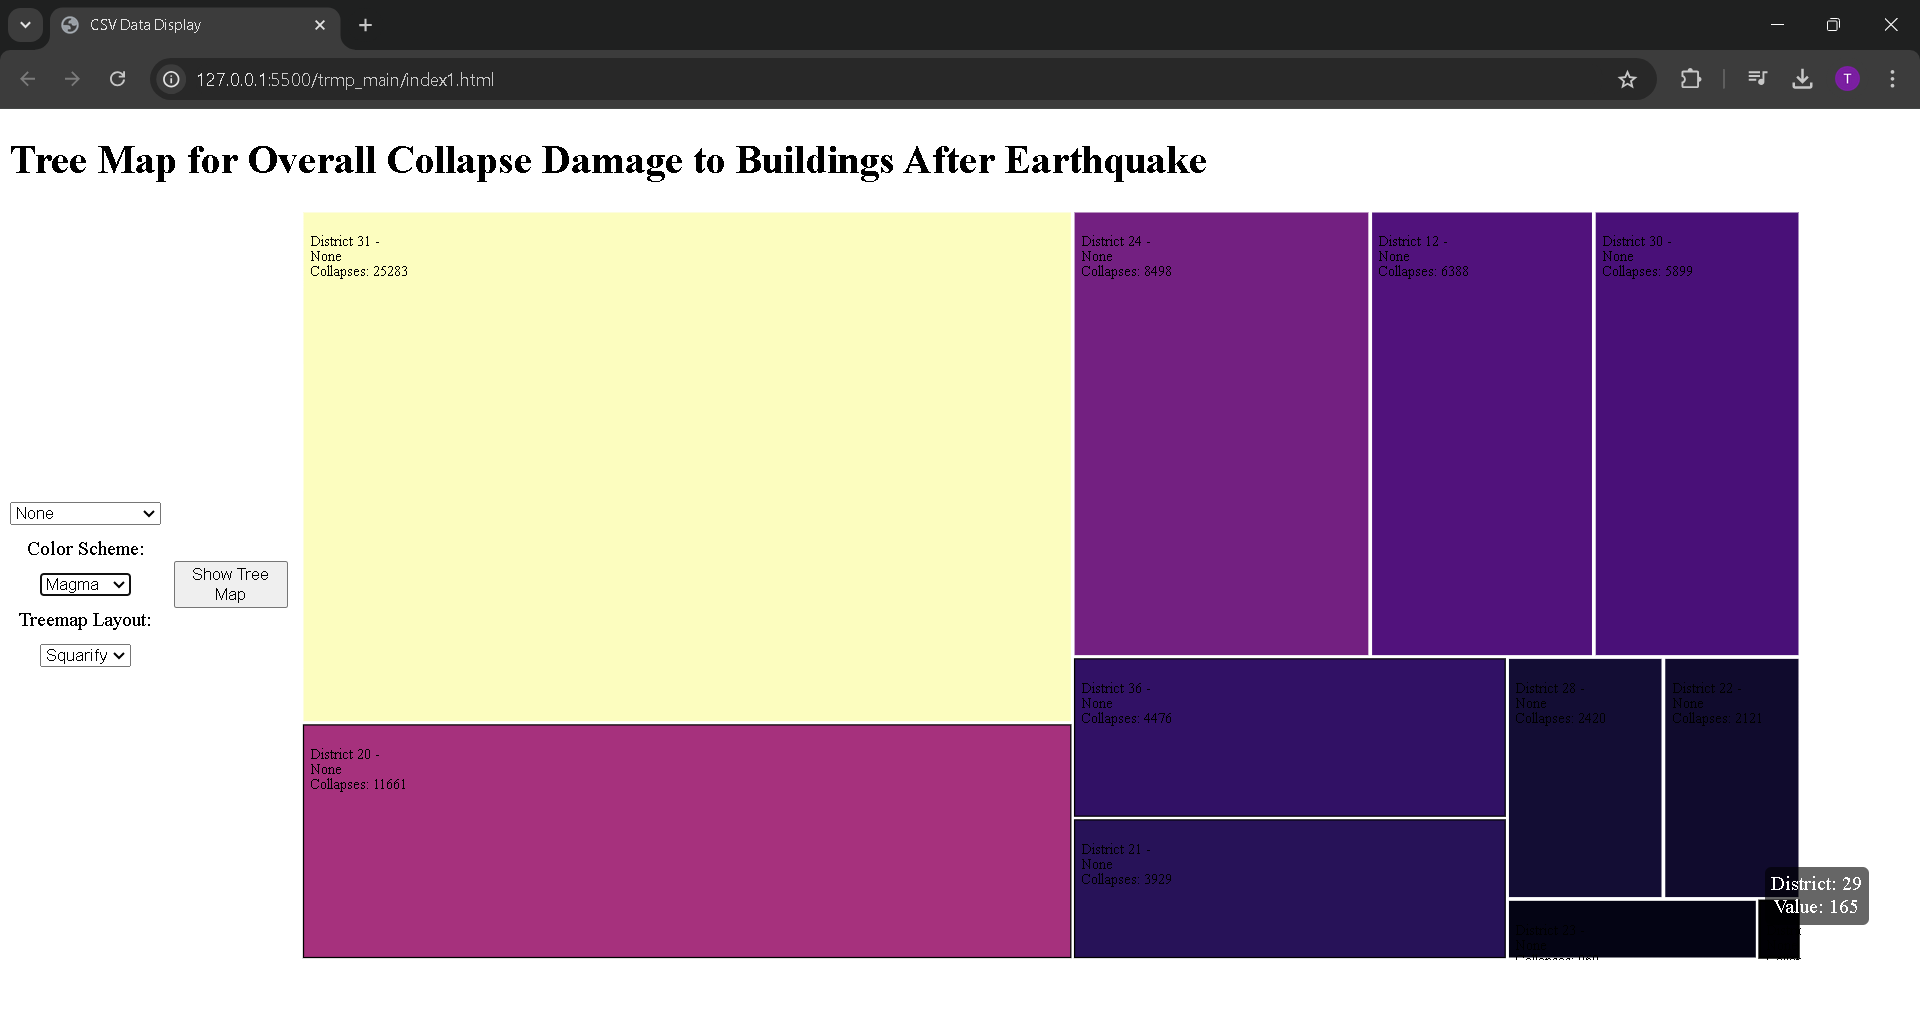 CSV Data Display
127.0.0.1:5500/trmp_main/index1.html
T
Tree Map for Overall Collapse Damage to Buildings After Earthquake
None
Color Scheme:
Magma
Treemap Layout:
Squarify
Show Tree
Map
District 31 -
None
Collapses: 25283
District 20 -
None
Collapses: 11661
District 24 -
None
Collapses: 8498
District 12 -
None
Collapses: 6388
District 30 -
None
Collapses: 5899
District 36 -
None
Collapses: 4476
District 21 -
None
Collapses: 3929
District 28 -
None
Collapses: 2420
District 22 -
None
Collapses: 2121
District
None
Collapses:
District: 29
Value: 165